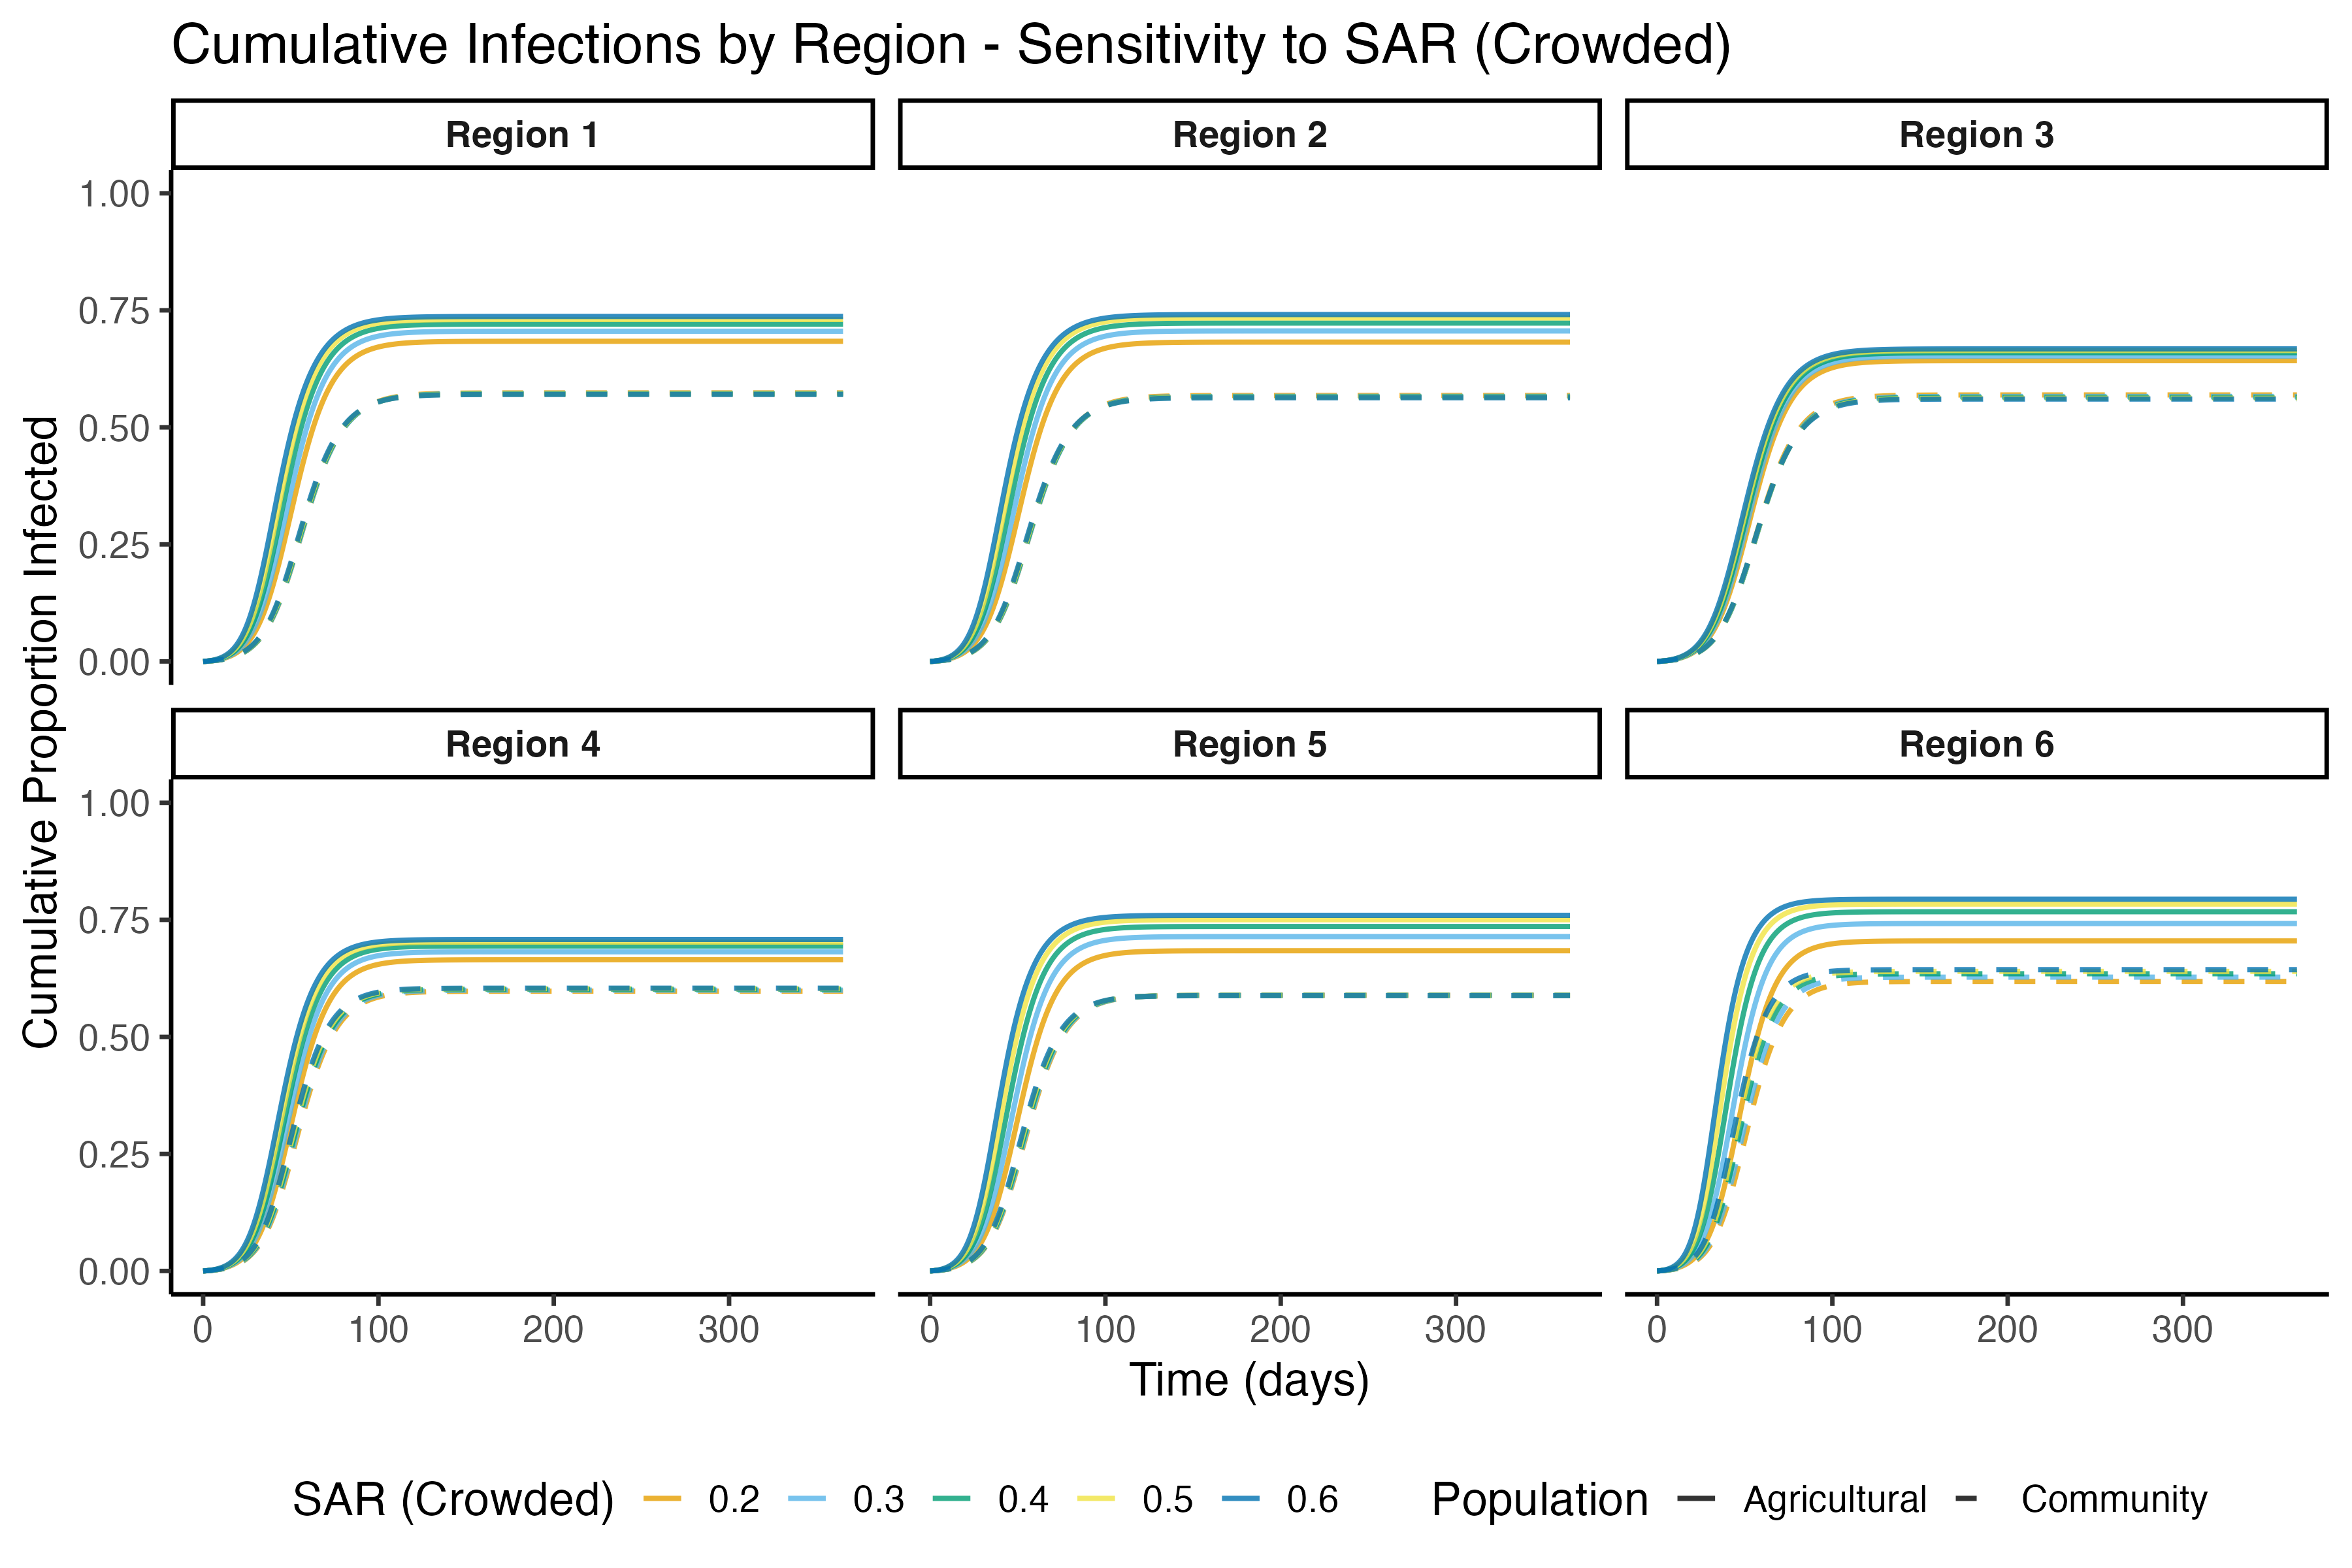 Cumulative Infections by Region - Sensitivity to SAR (Crowded)
Region 1
Region 2
Region 3
1.00
0.75
0.50
0.25
0.00
Region 4
Region 5
Region 6
1.00
0.75
0.50
0.25
0.00
Cumulative Proportion Infected
0 100 200 300
0 100 200 300
0 100 200 300
Time (days)
SAR (Crowded) 0.2 0.3 0.4 0.5 0.6 Population Agricultural Community